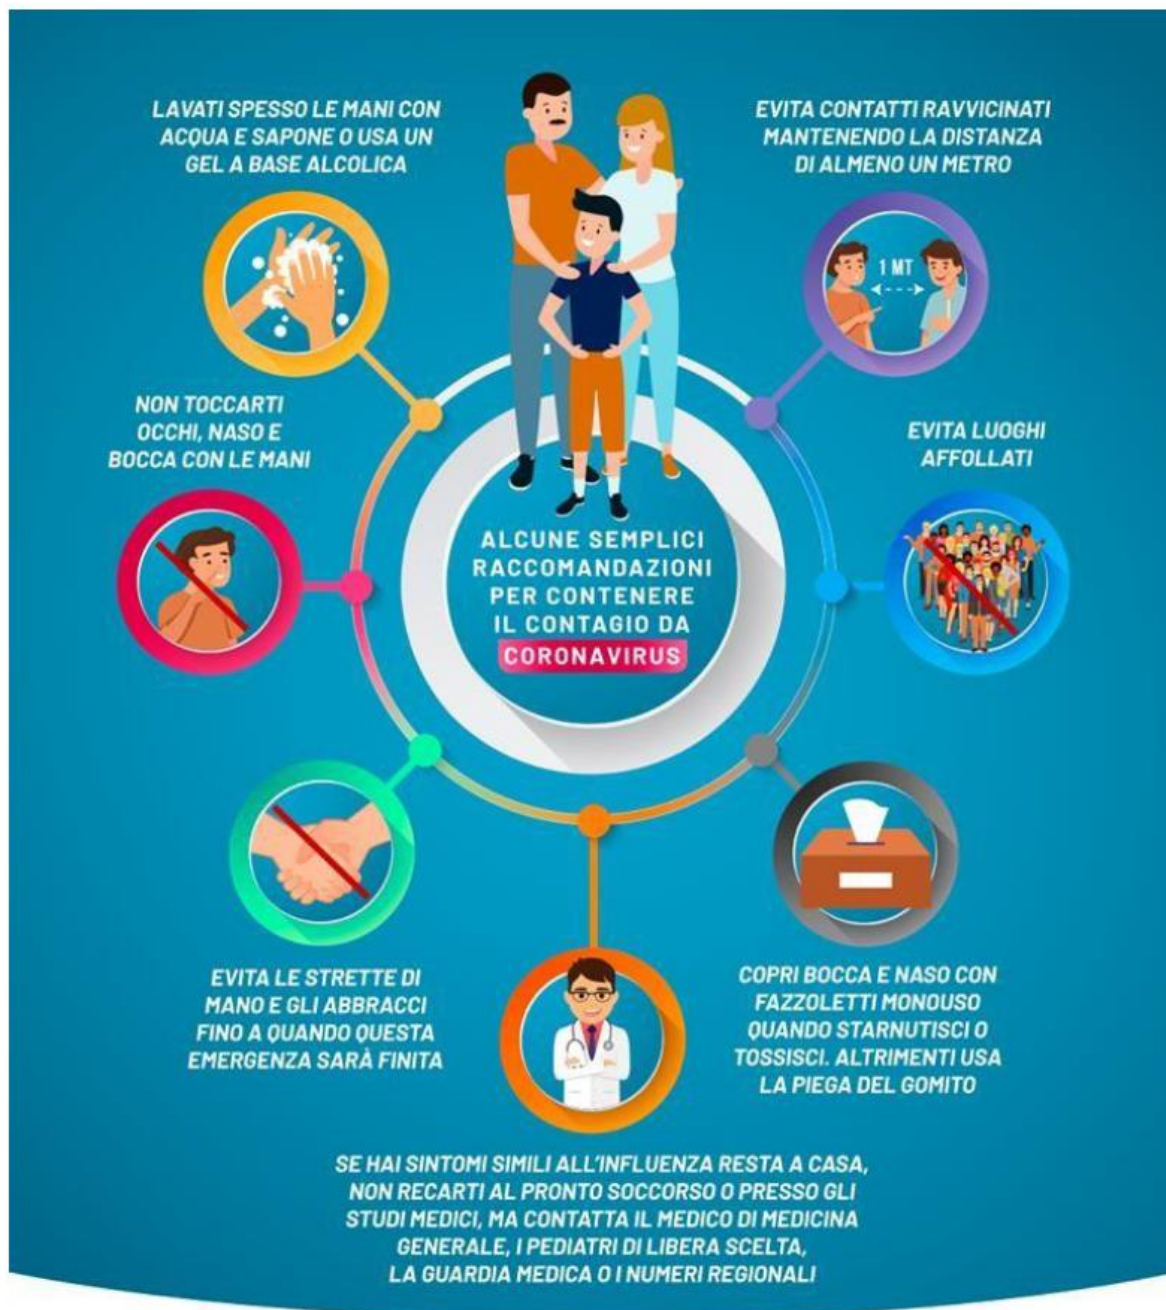 LAVATI SPESSO LE MANI CON
ACQUA E SAPONE O USA UN
GEL A BASE ALCOLICA
EVITA CONTATTI RAVVICINATI
MANTENENDO LA DISTANZA
DI ALMENO UN METRO
1 MT
NON TOCCARTI
OCCHI, NASO E
BOCCA CON LE MANI
EVITA LUOGHI
AFFOLLATI
ALCUNE SEMPLICI
RACCOMANDAZIONI
PER CONTENERE
IL CONTAGIO DA
CORONAVIRUS
EVITA LE STRETTE DI
MANO E GLI ABBRACCI
FINO A QUANDO QUESTA
EMERGENZA SARÀ FINITA
COPRI BOCCA E NASO CON
FAZZOLETTI MONOUSO
QUANDO STARNUTISCI O
TOSSISCI. ALTRIMENTI USA
LA PIEGA DEL GOMITO
SE HAI SINTOMI SIMILI ALL'INFLUENZA RESTA A CASA,
NON RECARTI AL PRONTO SOCCORSO O PRESSO GLI
STUDI MEDICI, MA CONTATTA IL MEDICO DI MEDICINA
GENERALE, I PEDIATRI DI LIBERA SCELTA,
LA GUARDIA MEDICA O I NUMERI REGIONALI